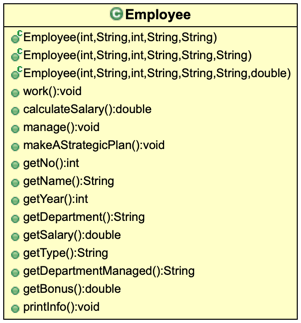 Employee
Employee(int,String,int,String,String)
Employee(int,String,int,String,String,String)
Employee(int,String,int,String,String,String,double)
work():void
calculateSalary():double
manage():void
makeAStrategicPlan():void
getNo():int
getName():String
getYear():int
getDepartment():String
getSalary():double
getType():String
getDepartmentManaged():String
getBonus():double
printInfo():void